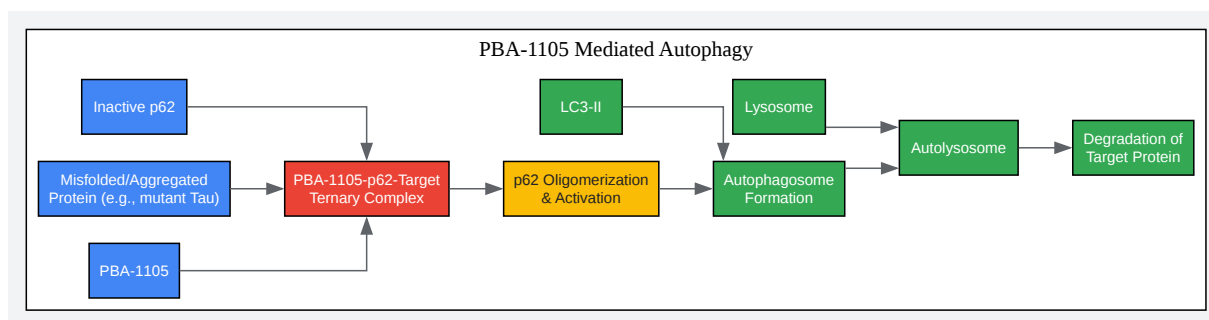 PBA-1105 Mediated Autophagy
Inactive p62
LC3-II
Lysosome
Misfolded/Aggregated
Protein (e.g., mutant Tau)
PBA-1105-p62-Target
Ternary Complex
p62 Oligomerization
& Activation
Autophagosome
Formation
Autolysosome
Degradation of
Target Protein
PBA-1105